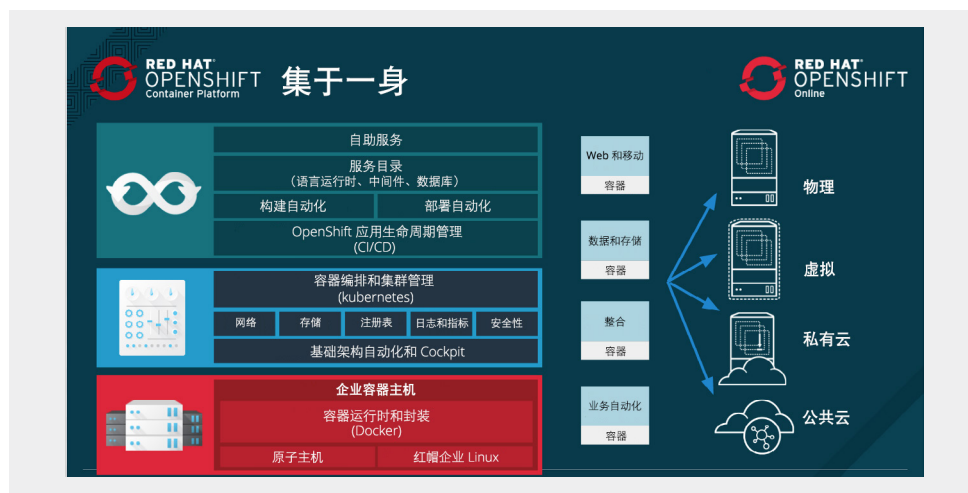 RED HAT
OPENSHIFT
Container Platform
集于一身
RED HAT
OPENSHIFT
Online
自助服务
服务目录
（语言运行时、中间件、数据库）
构建自动化
部署自动化
OpenShift 应用生命周期管理
(CI/CD)
容器编排和集群管理
(kubernetes)
网络
存储
注册表
日志和指标
安全性
基础架构自动化和 Cockpit
企业容器主机
容器运行时和封装
(Docker)
原子主机
红帽企业 Linux
Web 和移动
容器
数据和存储
容器
整合
容器
业务自动化
容器
物理
虚拟
私有云
公共云